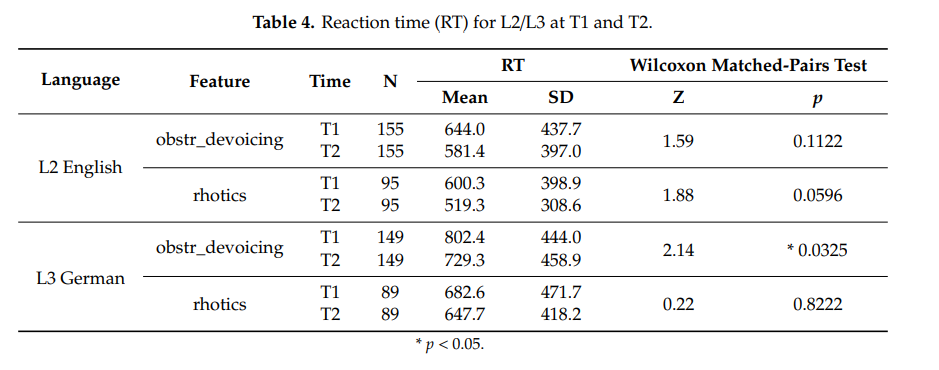 Table 4. Reaction time (RT) for L2/L3 at T1 and T2.
Language Feature Time N RT Wilcoxon Matched-Pairs Test
Mean SD Z p
L2 English obstr_devoicing T1 155 644.0 437.7 1.59 0.1122
T2 155 581.4 397.0
rhotics T1 95 600.3 398.9 1.88 0.0596
T2 95 519.3 308.6
L3 German obstr_devoicing T1 149 802.4 444.0 2.14 * 0.0325
T2 149 729.3 458.9
rhotics T1 89 682.6 471.7 0.22 0.8222
T2 89 647.7 418.2
* p < 0.05.